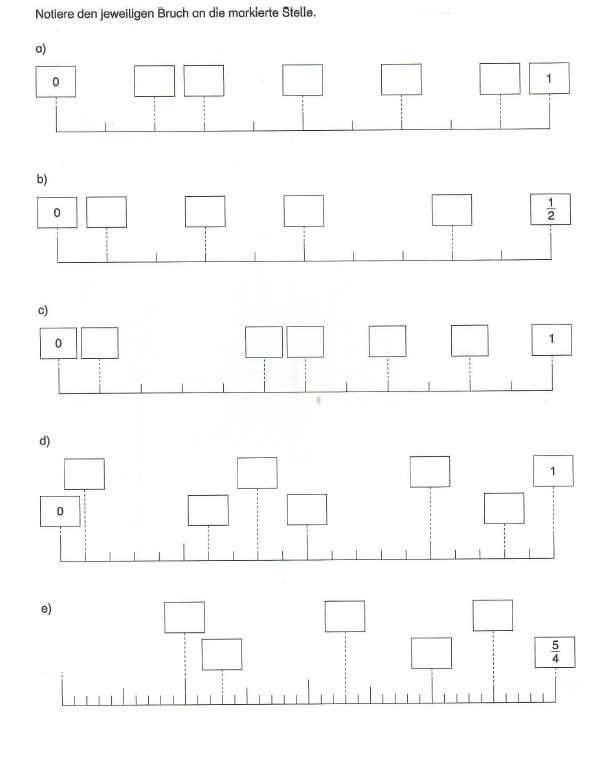 Notiere den jeweiligen Bruch an die markierte Stelle.
a)
0 1
b)
0 1/2
c)
0 1
d)
1
0
e)
5/4